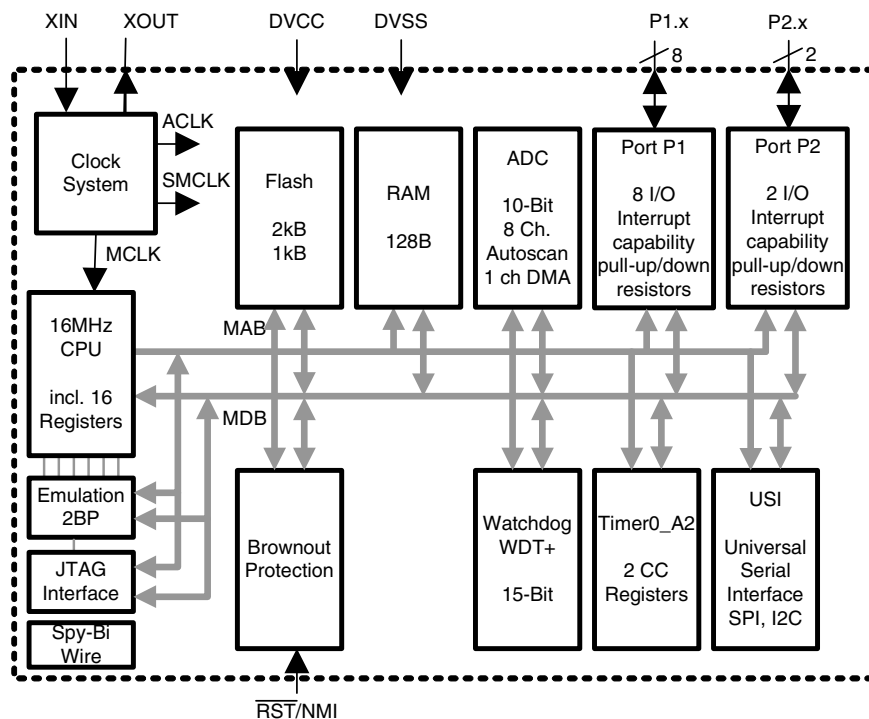 XIN
XOUT
DVCC
DVSS
P1.x
P2.x
8
2
Clock
System
ACLK
SMCLK
MCLK
Flash
2kB
1kB
RAM
128B
ADC
10-Bit
8 Ch.
Autoscan
1 ch DMA
Port P1
8 I/O
Interrupt
capability
pull-up/down
resistors
Port P2
2 I/O
Interrupt
capability
pull-up/down
resistors
16MHz
CPU
incl. 16
Registers
MAB
MDB
Emulation
2BP
JTAG
Interface
Spy-Bi
Wire
Brownout
Protection
Watchdog
WDT+
15-Bit
Timer0_A2
2 CC
Registers
USI
Universal
Serial
Interface
SPI, I2C
RST/NMI